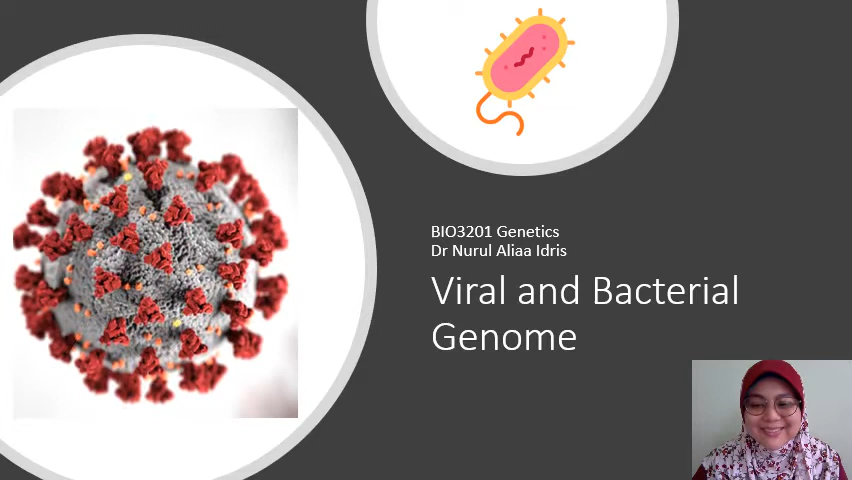 BIO3201 Genetics
Dr Nurul Aliaa Idris
Viral and Bacterial
Genome